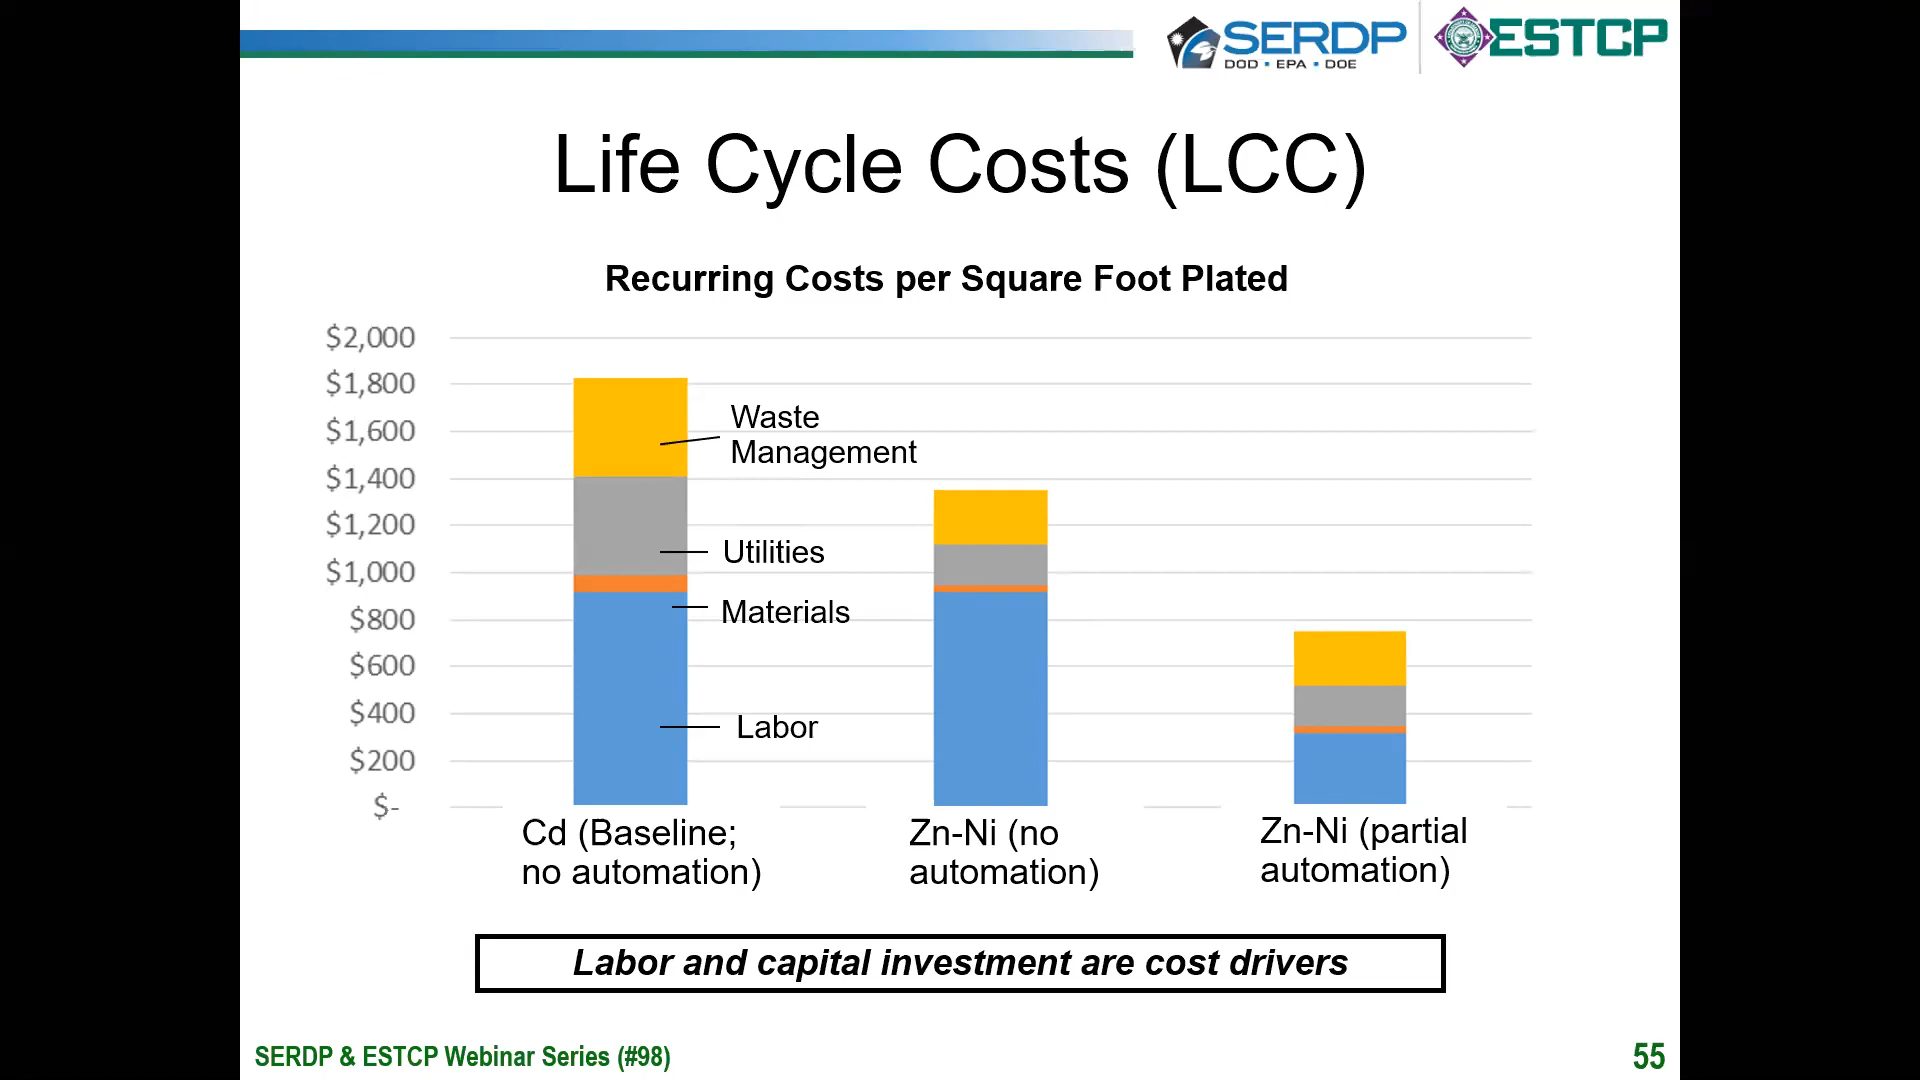 SERDP
DOD • EPA • DOE
ESTCP
Life Cycle Costs (LCC)
Recurring Costs per Square Foot Plated
$2,000
$1,800
$1,600
$1,400
$1,200
$1,000
$800
$600
$400
$200
$-
Waste
Management
Utilities
Materials
Labor
Cd (Baseline;
no automation)
Zn-Ni (no
automation)
Zn-Ni (partial
automation)
Labor and capital investment are cost drivers
SERDP & ESTCP Webinar Series (#98)
55